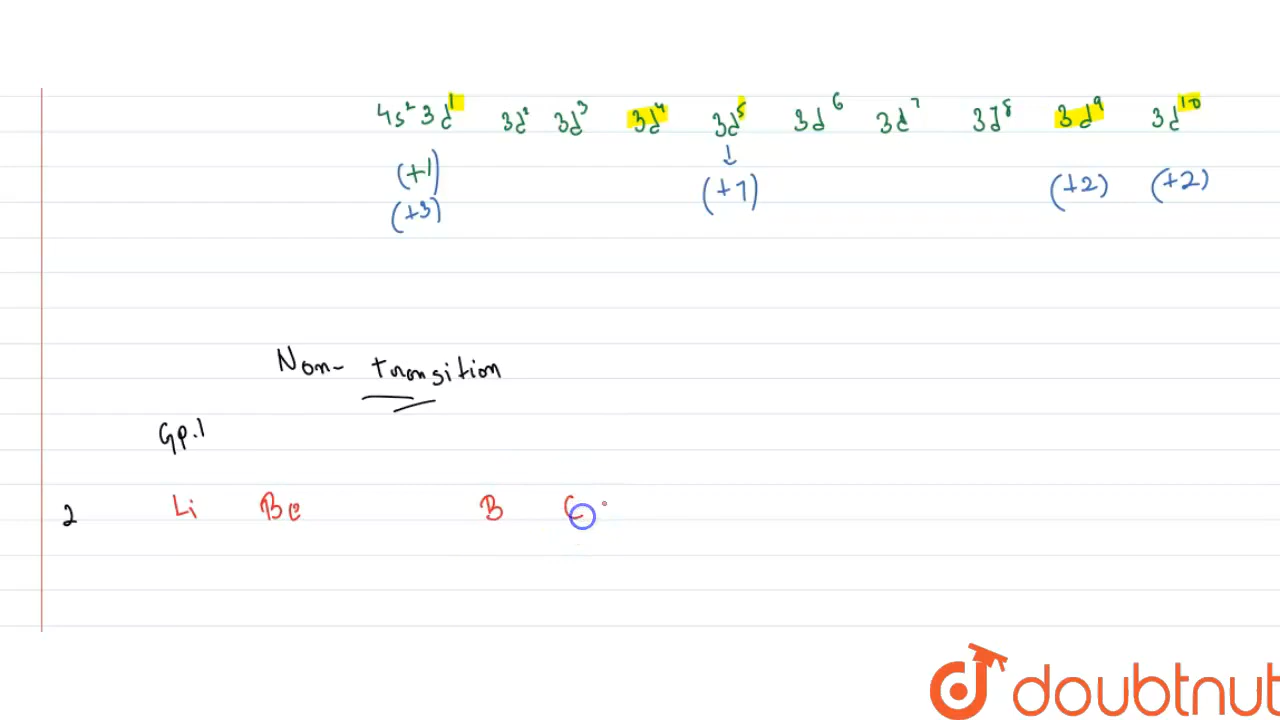 4s² 3d¹ 3d² 3d³ 3d⁴ 3d⁵ 3d⁶ 3d⁷ 3d⁸ 3d⁹ 3d¹⁰
↓
(+1) (+7) (+2) (+2)
(+3)
Non- transition
Gp.1
2 Li Be B C
doubtnut